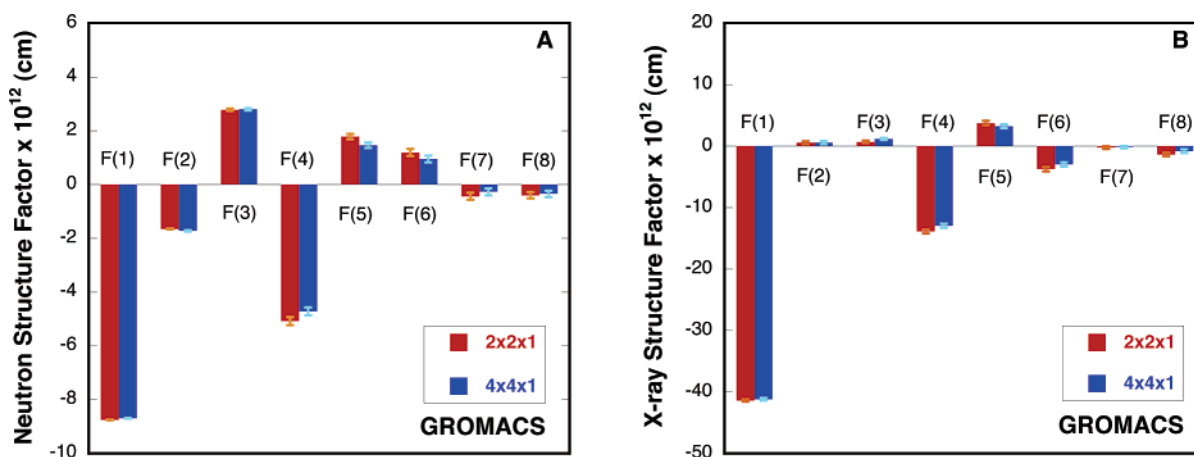 A
Neutron Structure Factor x 10¹² (cm)
6
4
2
0
-2
-4
-6
-8
-10
F(1)
F(2)
F(3)
F(4)
F(5)
F(6)
F(7)
F(8)
2x2x1
4x4x1
GROMACS
B
X-ray Structure Factor x 10¹² (cm)
20
10
0
-10
-20
-30
-40
-50
F(1)
F(2)
F(3)
F(4)
F(5)
F(6)
F(7)
F(8)
2x2x1
4x4x1
GROMACS